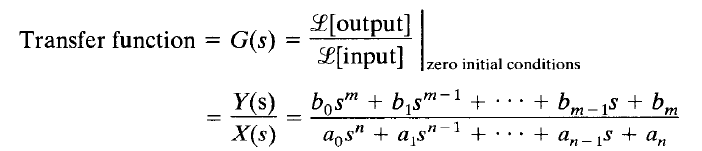 Transfer function = G(s) = ℒ[output] / ℒ[input] | zero initial conditions
= Y(s) / X(s) = b₀sᵐ + b₁sᵐ⁻¹ + · · · + bₘ₋₁s + bₘ / a₀sⁿ + a₁sⁿ⁻¹ + · · · + aₙ₋₁s + aₙ